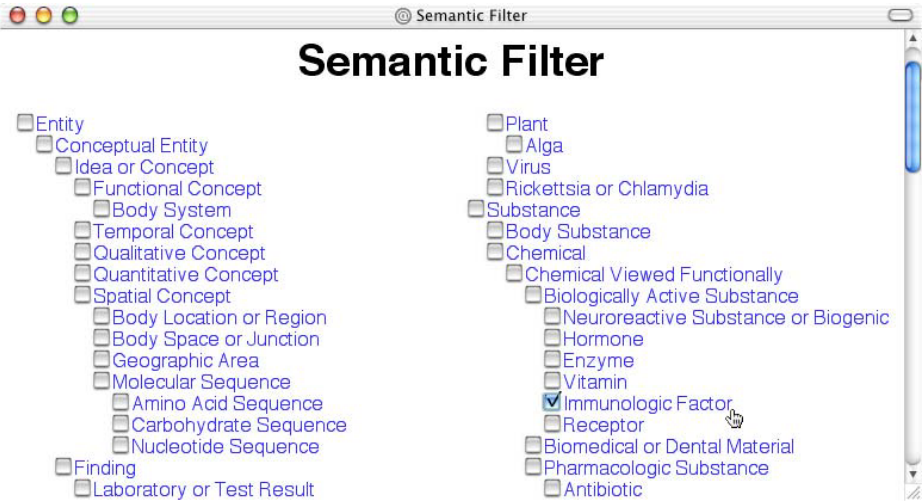 Semantic Filter
Semantic Filter
Entity
Conceptual Entity
Idea or Concept
Functional Concept
Body System
Temporal Concept
Qualitative Concept
Quantitative Concept
Spatial Concept
Body Location or Region
Body Space or Junction
Geographic Area
Molecular Sequence
Amino Acid Sequence
Carbohydrate Sequence
Nucleotide Sequence
Finding
Laboratory or Test Result
Plant
Alga
Virus
Rickettsia or Chlamydia
Substance
Body Substance
Chemical
Chemical Viewed Functionally
Biologically Active Substance
Neuroreactive Substance or Biogenic
Hormone
Enzyme
Vitamin
Immunologic Factor
Receptor
Biomedical or Dental Material
Pharmacologic Substance
Antibiotic